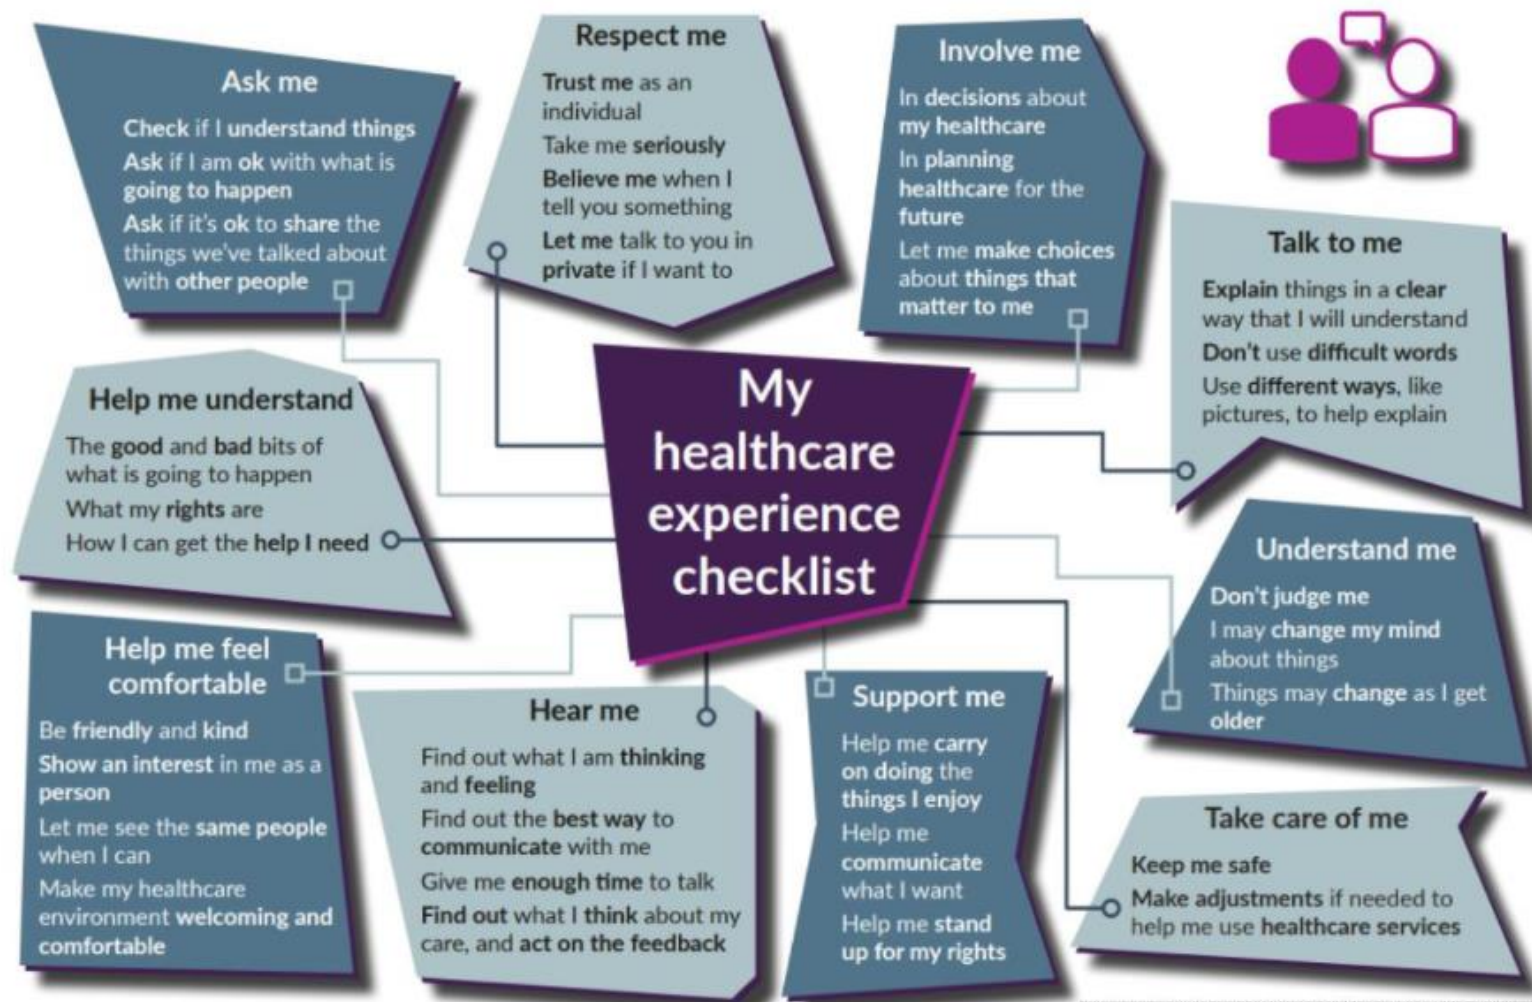 Ask me
Check if I understand things
Ask if I am ok with what is
going to happen
Ask if it's ok to share the
things we've talked about
with other people
Respect me
Trust me as an
individual
Take me seriously
Believe me when I
tell you something
Let me talk to you in
private if I want to
Involve me
In decisions about
my healthcare
In planning
healthcare for the
future
Let me make choices
about things that
matter to me
Talk to me
Explain things in a clear
way that I will understand
Don't use difficult words
Use different ways, like
pictures, to help explain
Help me understand
The good and bad bits of
what is going to happen
What my rights are
How I can get the help I need
My
healthcare
experience
checklist
Understand me
Don't judge me
I may change my mind
about things
Things may change as I get
older
Help me feel
comfortable
Be friendly and kind
Show an interest in me as a
person
Let me see the same people
when I can
Make my healthcare
environment welcoming and
comfortable
Hear me
Find out what I am thinking
and feeling
Find out the best way to
communicate with me
Give me enough time to talk
Find out what I think about my
care, and act on the feedback
Support me
Help me carry
on doing the
things I enjoy
Help me
communicate
what I want
Help me stand
up for my rights
Take care of me
Keep me safe
Make adjustments if needed to
help me use healthcare services